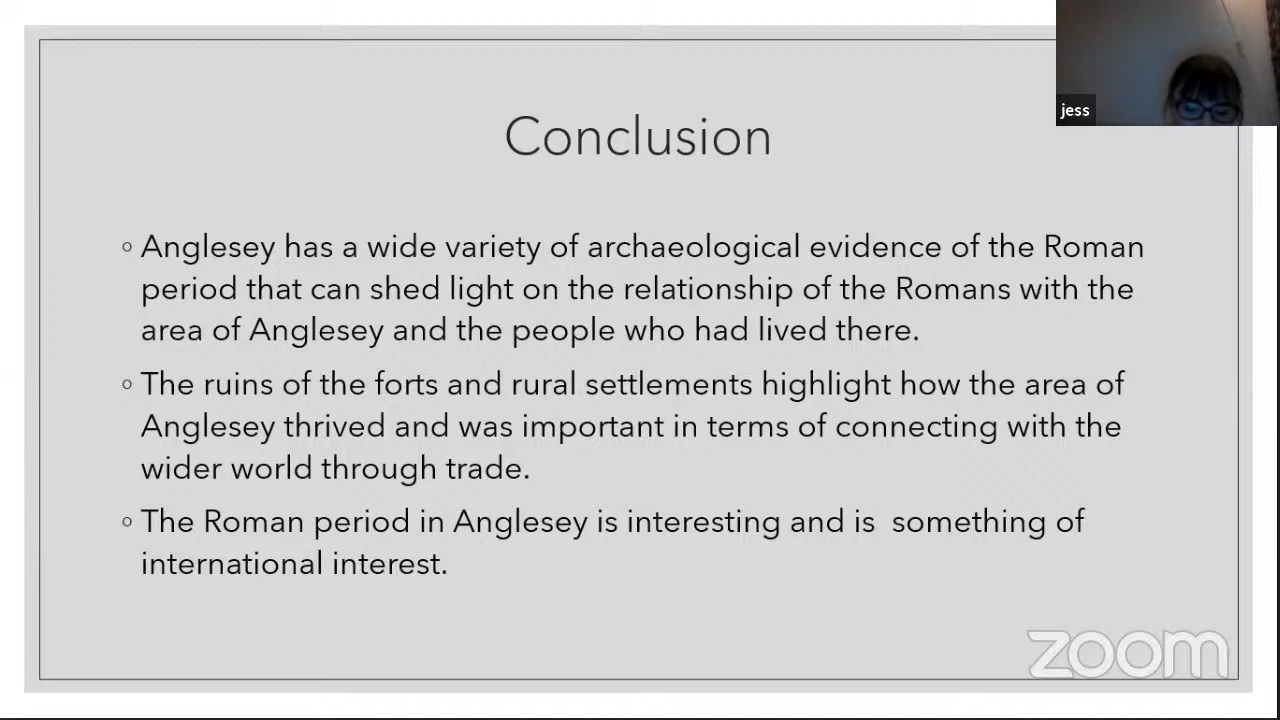 jess
Conclusion
◦ Anglesey has a wide variety of archaeological evidence of the Roman
period that can shed light on the relationship of the Romans with the
area of Anglesey and the people who had lived there.
◦ The ruins of the forts and rural settlements highlight how the area of
Anglesey thrived and was important in terms of connecting with the
wider world through trade.
◦ The Roman period in Anglesey is interesting and is  something of
international interest.
zoom